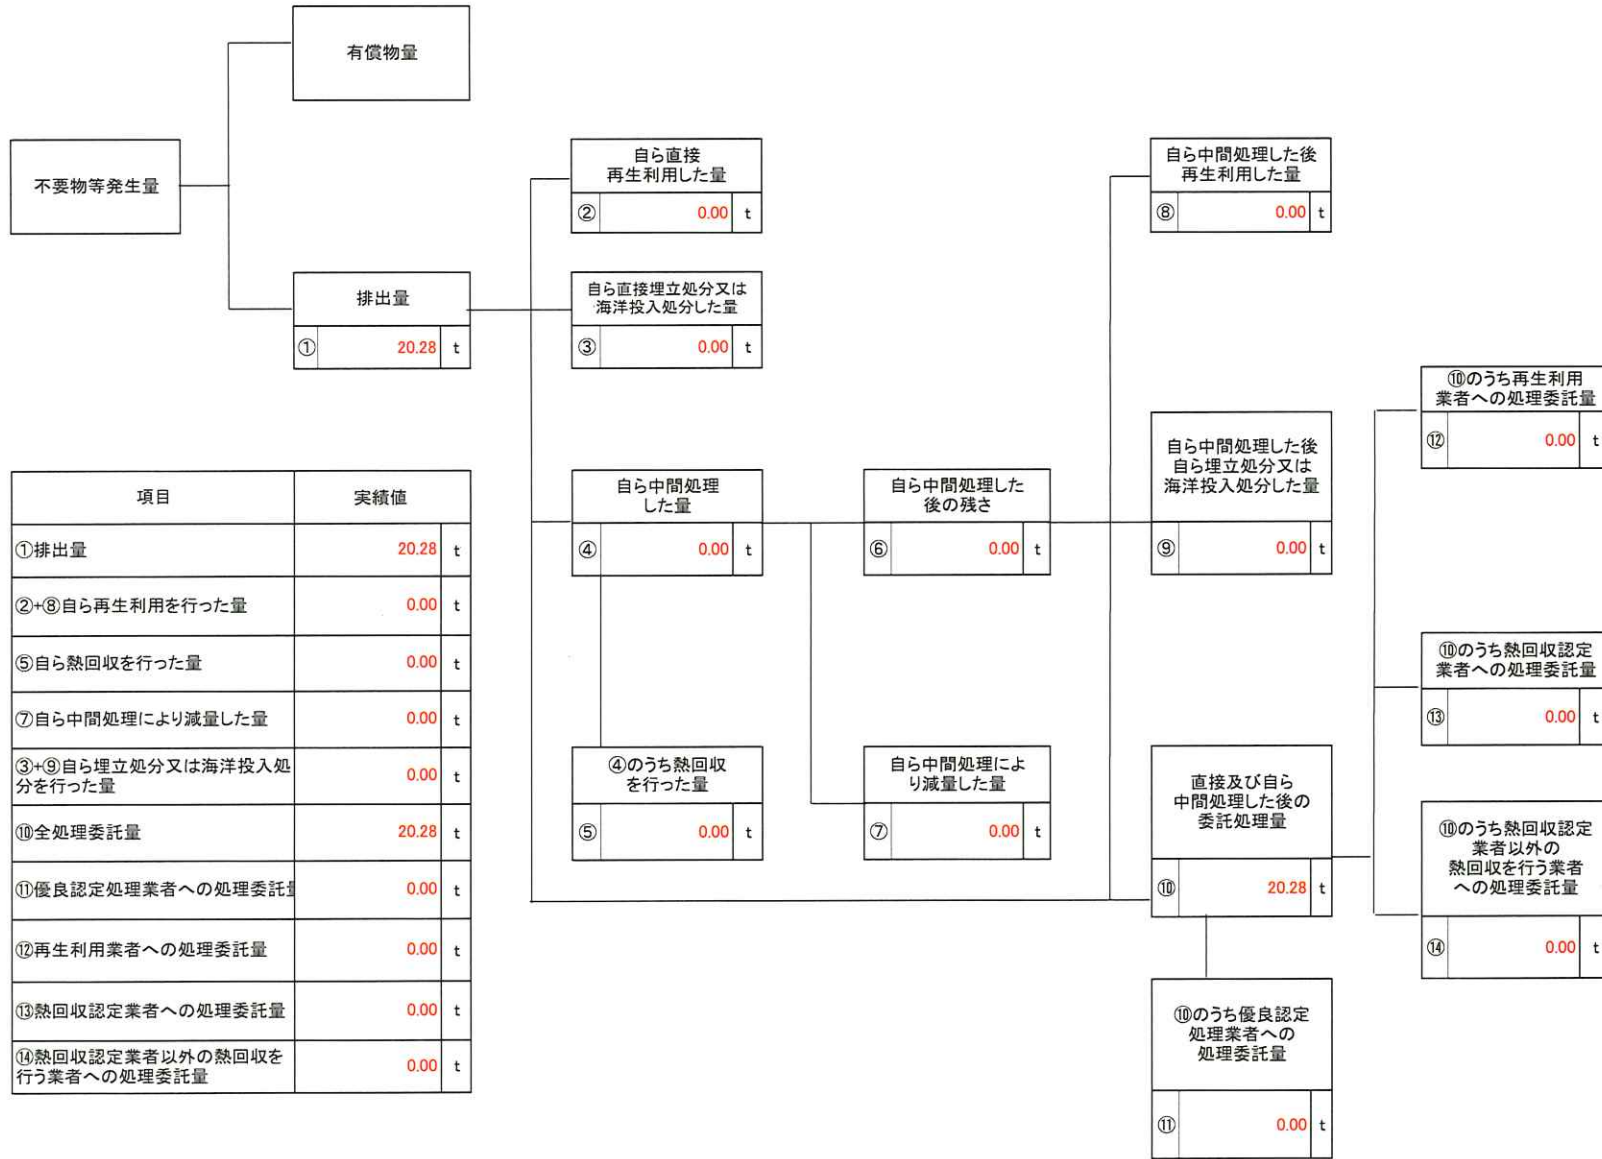 有償物量
不要物等発生量
排出量
① 20.28 t
自ら直接
再生利用した量
② 0.00 t
自ら直接埋立処分又は
海洋投入処分した量
③ 0.00 t
自ら中間処理
した量
④ 0.00 t
④のうち熱回収
を行った量
⑤ 0.00 t
自ら中間処理した
後の残さ
⑥ 0.00 t
自ら中間処理によ
り減量した量
⑦ 0.00 t
自ら中間処理した後
再生利用した量
⑧ 0.00 t
自ら中間処理した後
自ら埋立処分又は
海洋投入処分した量
⑨ 0.00 t
直接及び自ら
中間処理した後の
委託処理量
⑩ 20.28 t
⑩のうち優良認定
処理業者への
処理委託量
⑪ 0.00 t
⑩のうち再生利用
業者への処理委託量
⑫ 0.00 t
⑩のうち熱回収認定
業者への処理委託量
⑬ 0.00 t
⑩のうち熱回収認定
業者以外の
熱回収を行う業者
への処理委託量
⑭ 0.00 t
項目 実績値
①排出量 20.28 t
②+⑧自ら再生利用を行った量 0.00 t
⑤自ら熱回収を行った量 0.00 t
⑦自ら中間処理により減量した量 0.00 t
③+⑨自ら埋立処分又は海洋投入処
分を行った量 0.00 t
⑩全処理委託量 20.28 t
⑪優良認定処理業者への処理委託量 0.00 t
⑫再生利用業者への処理委託量 0.00 t
⑬熱回収認定業者への処理委託量 0.00 t
⑭熱回収認定業者以外の熱回収を
行う業者への処理委託量 0.00 t